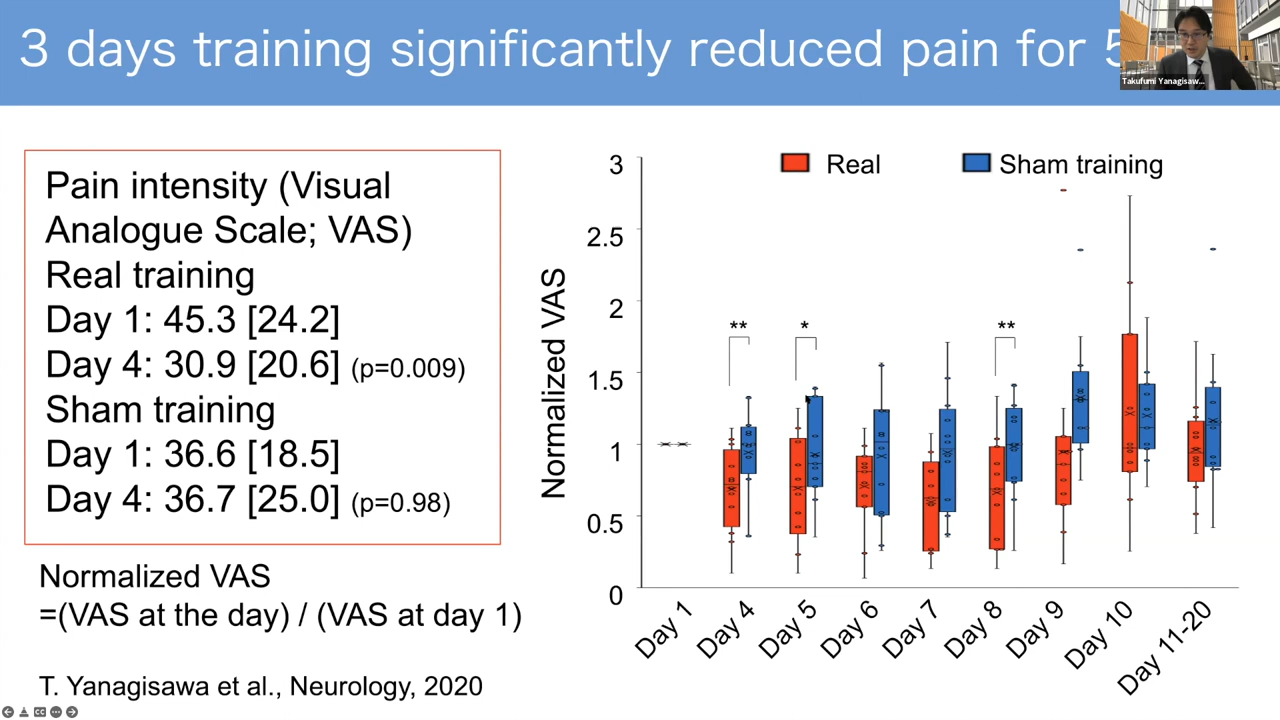 3 days training significantly reduced pain for 5
Takufumi Yanagisaw...
Pain intensity (Visual
Analogue Scale; VAS)
Real training
Day 1: 45.3 [24.2]
Day 4: 30.9 [20.6] (p=0.009)
Sham training
Day 1: 36.6 [18.5]
Day 4: 36.7 [25.0] (p=0.98)
Normalized VAS
=(VAS at the day) / (VAS at day 1)
T. Yanagisawa et al., Neurology, 2020
Real
Sham training
Normalized VAS
3
2.5
2
1.5
1
0.5
0
**
*
**
Day 1
Day 4
Day 5
Day 6
Day 7
Day 8
Day 9
Day 10
Day 11-20